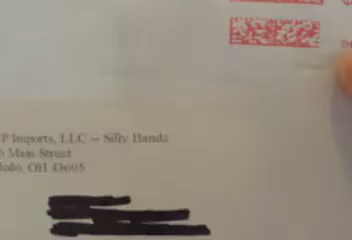 P Imports, LLC – Silly Bandz
Main Street
OH 43605